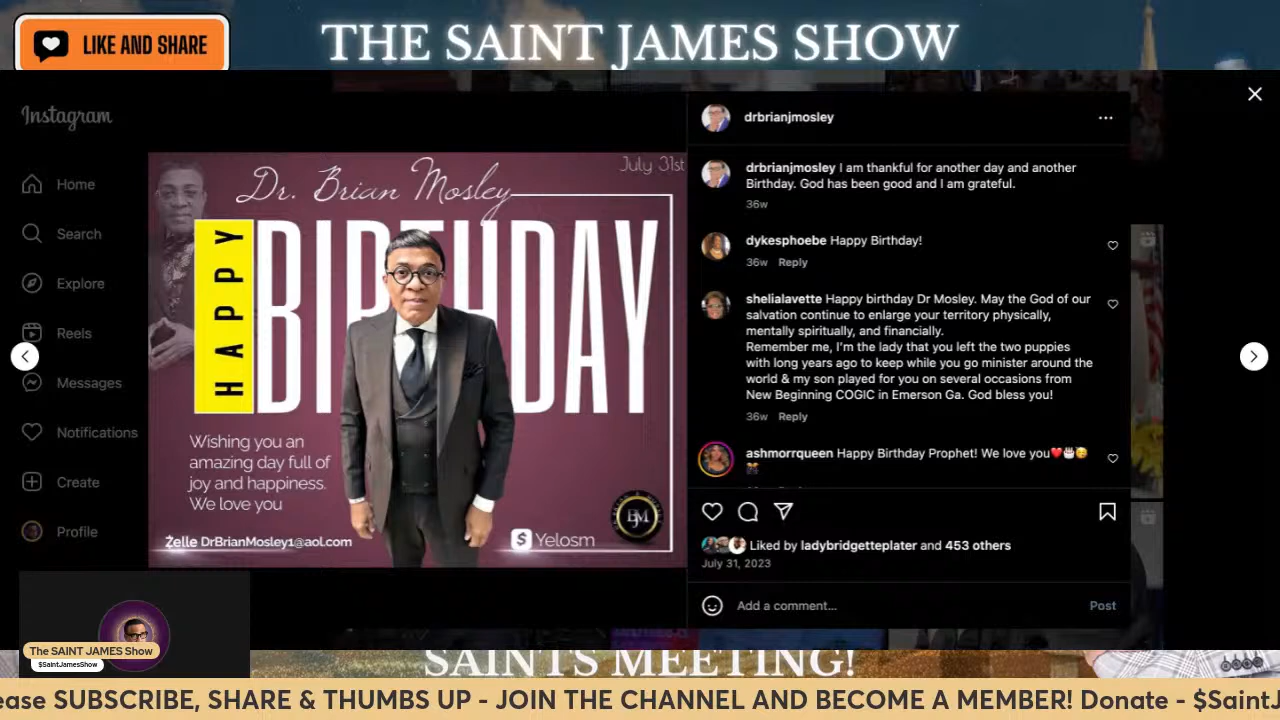 LIKE AND SHARE
THE SAINT JAMES SHOW
Instagram
Home
Search
Explore
Reels
Messages
Notifications
Create
Profile
July 31st
Dr. Brian Mosley
HAPPY
BIRTHDAY
Wishing you an
amazing day full of
joy and happiness.
We love you
Zelle DrBrianMosley1@aol.com
$ Yelosm
BJM
drbrianjmosley
drbrianjmosley I am thankful for another day and another
Birthday. God has been good and I am grateful.
36w
dykesphoebe Happy Birthday!
36w Reply
shelialavette Happy birthday Dr Mosley. May the God of our
salvation continue to enlarge your territory physically,
mentally spiritually, and financially.
Remember me, I'm the lady that you left the two puppies
with long years ago to keep while you go minister around the
world & my son played for you on several occasions from
New Beginning COGIC in Emerson Ga. God bless you!
36w Reply
ashmorrqueen Happy Birthday Prophet! We love you❤️🎂🥳
🎊
Liked by ladybridgetteplater and 453 others
July 31, 2023
Add a comment...
Post
The SAINT JAMES Show
$SaintJamesShow
SAINTS MEETING!
ease SUBSCRIBE, SHARE & THUMBS UP - JOIN THE CHANNEL AND BECOME A MEMBER! Donate - $SaintJ